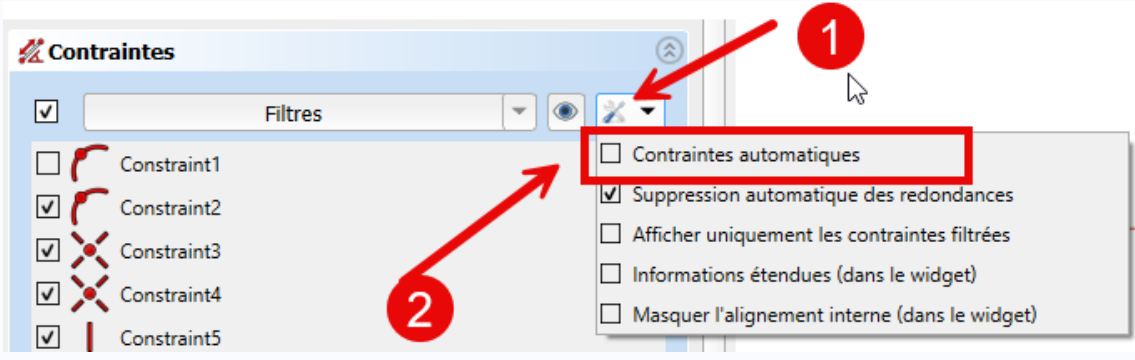 Contraintes
1
Filtres
Constraint1
Contraintes automatiques
Constraint2
Suppression automatique des redondances
Constraint3
Afficher uniquement les contraintes filtrées
Constraint4
Informations étendues (dans le widget)
2
Constraint5
Masquer l'alignement interne (dans le widget)